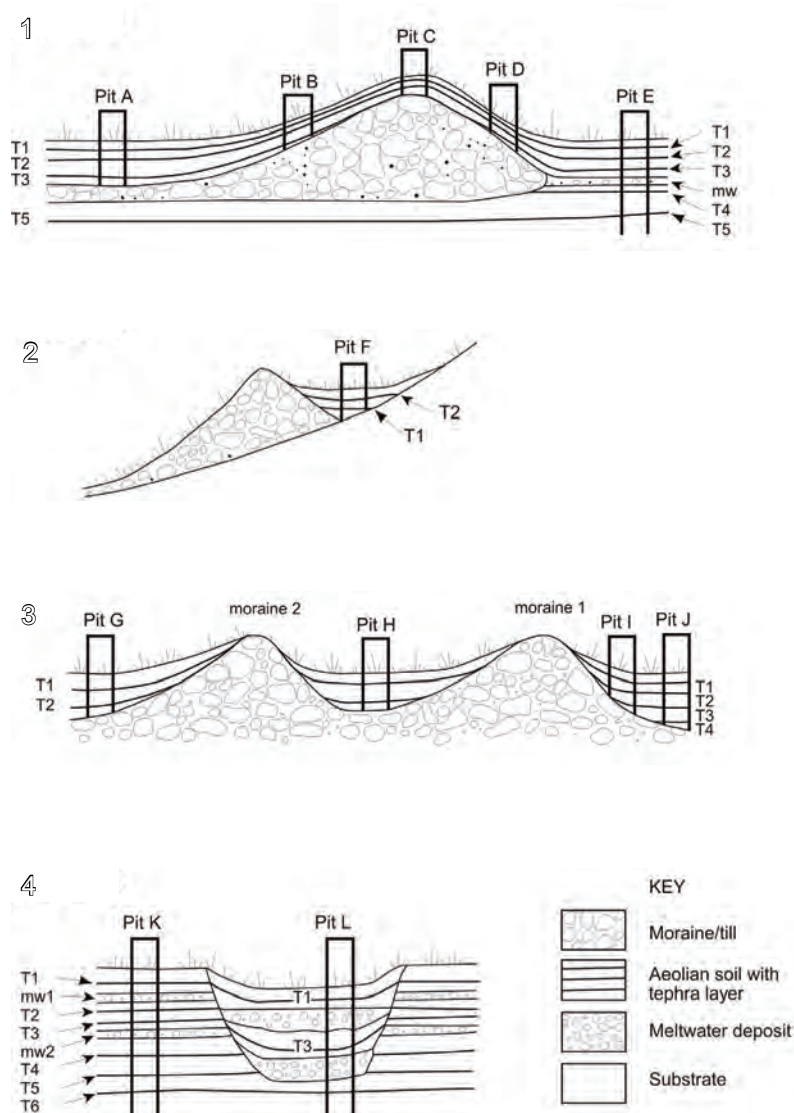 1
Pit C
Pit B
Pit D
Pit A
Pit E
T1
T2
T3
T5
T1
T2
T3
mw
T4
T5
2
Pit F
T2
T1
3
Pit G
moraine 2
Pit H
moraine 1
Pit I
Pit J
T1
T2
T1
T2
T3
T4
4
Pit K
Pit L
T1
mw1
T2
T3
mw2
T4
T5
T6
T1
T3
KEY
Moraine/till
Aeolian soil with
tephra layer
Meltwater deposit
Substrate